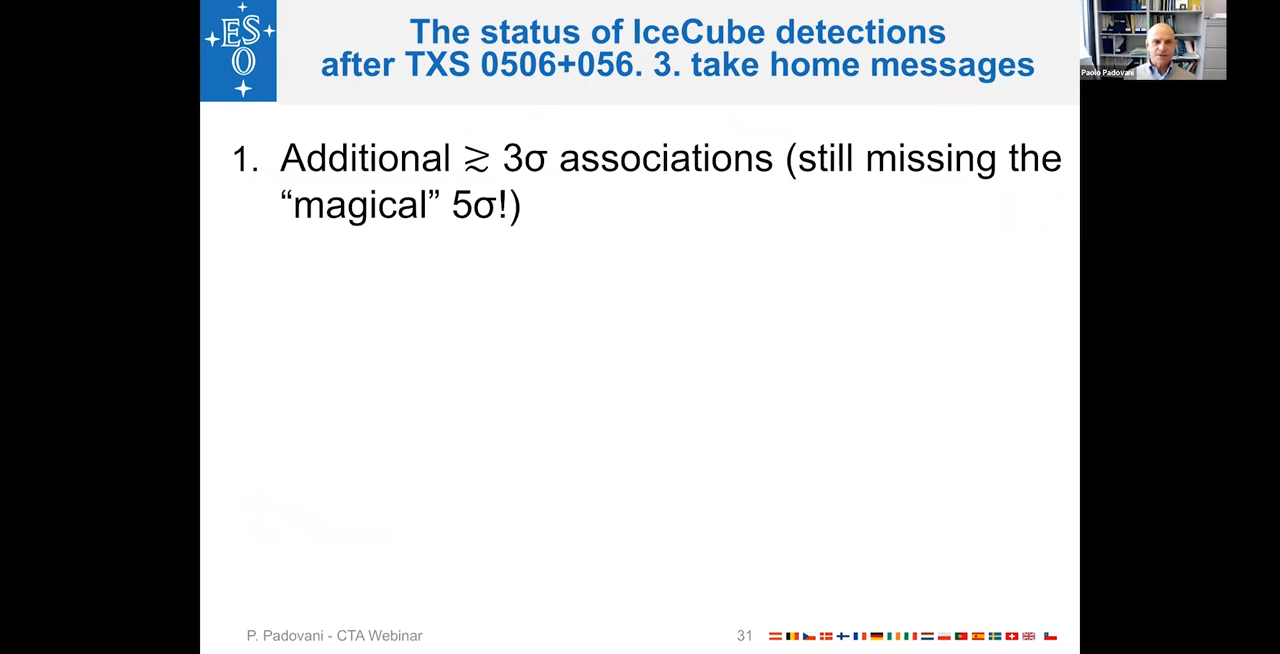 ESO
The status of IceCube detections
after TXS 0506+056. 3. take home messages
Paolo Padovani
1. Additional ≳ 3σ associations (still missing the
“magical” 5σ!)
P. Padovani - CTA Webinar
31